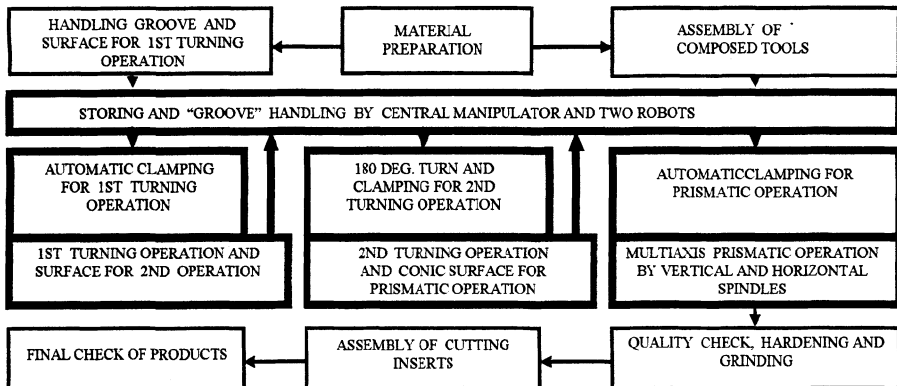 HANDLING GROOVE AND
SURFACE FOR 1ST TURNING
OPERATION
MATERIAL
PREPARATION
ASSEMBLY OF
COMPOSED TOOLS
STORING AND "GROOVE" HANDLING BY CENTRAL MANIPULATOR AND TWO ROBOTS
AUTOMATIC CLAMPING
FOR 1ST TURNING
OPERATION
180 DEG. TURN AND
CLAMPING FOR 2ND
TURNING OPERATION
AUTOMATICCLAMPING FOR
PRISMATIC OPERATION
1ST TURNING OPERATION AND
SURFACE FOR 2ND OPERATION
2ND TURNING OPERATION
AND CONIC SURFACE FOR
PRISMATIC OPERATION
MULTIAXIS PRISMATIC OPERATION
BY VERTICAL AND HORIZONTAL
SPINDLES
FINAL CHECK OF PRODUCTS
ASSEMBLY OF CUTTING
INSERTS
QUALITY CHECK, HARDENING AND
GRINDING